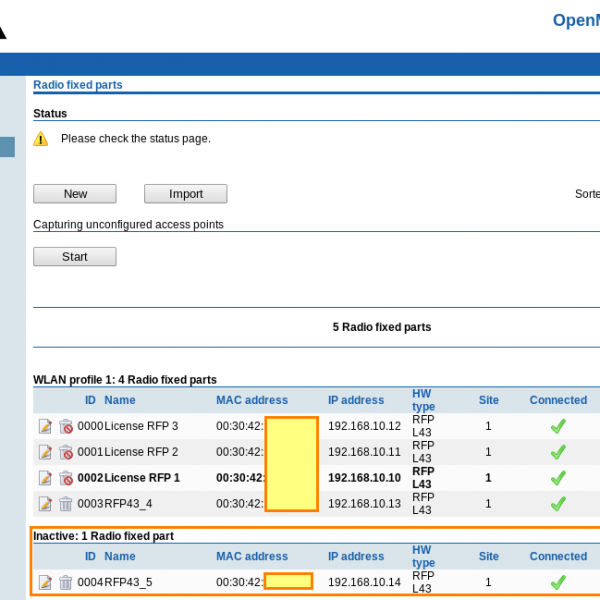 OpenM
Radio fixed parts
Status
Please check the status page.
New Import Sorte
Capturing unconfigured access points
Start
5 Radio fixed parts
WLAN profile 1: 4 Radio fixed parts
ID Name MAC address IP address HW type Site Connected
0000 License RFP 3 00:30:42: 192.168.10.12 RFP L43 1
0001 License RFP 2 00:30:42: 192.168.10.11 RFP L43 1
0002 License RFP 1 00:30:42: 192.168.10.10 RFP L43 1
0003 RFP43_4 00:30:42: 192.168.10.13 RFP L43 1
Inactive: 1 Radio fixed part
ID Name MAC address IP address HW type Site Connected
0004 RFP43_5 00:30:42: 192.168.10.14 RFP L43 1